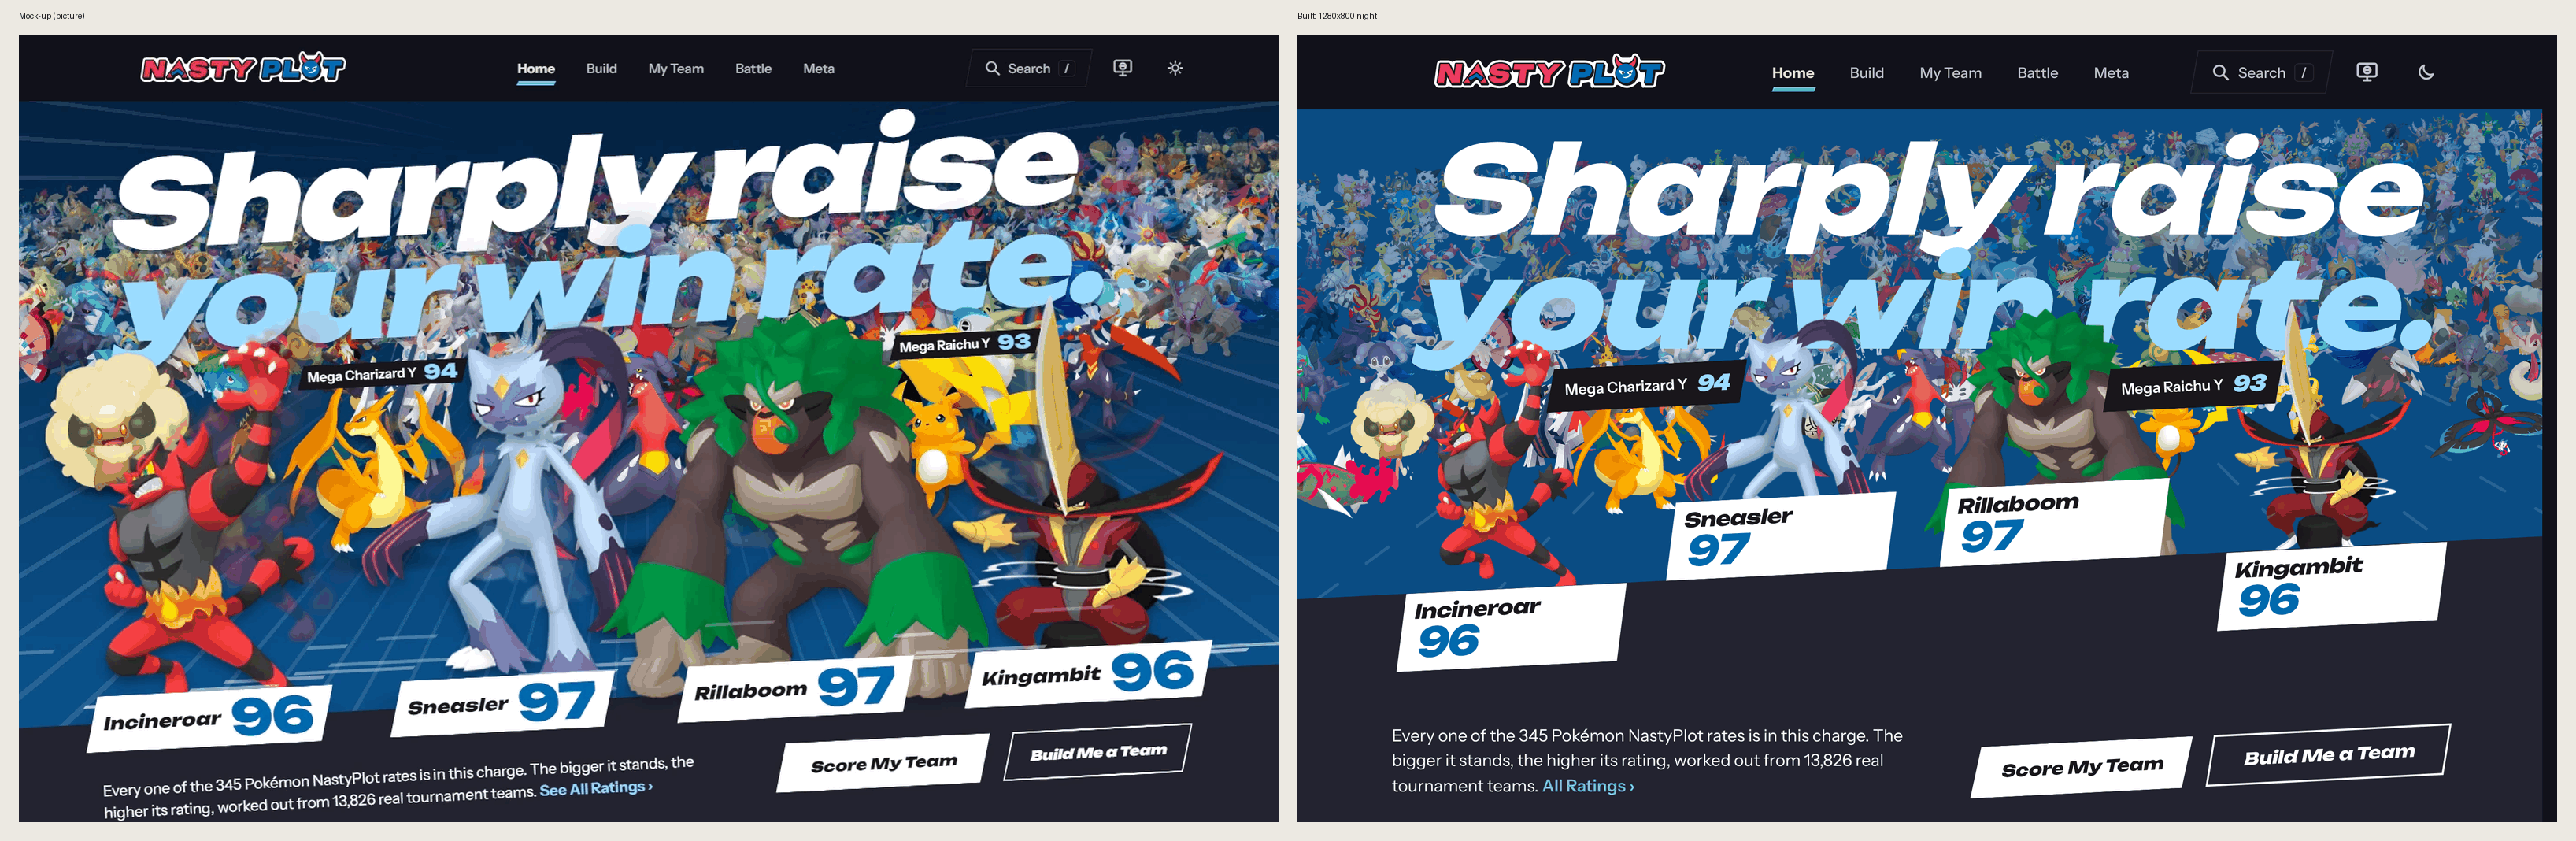 Mock-up (picture)
NASTY PLOT
Home
Build
My Team
Battle
Meta
Search /
Sharply raise
your win rate.
Mega Charizard Y 94
Mega Raichu Y 93
Incineroar 96
Sneasler 97
Rillaboom 97
Kingambit 96
Every one of the 345 Pokémon NastyPlot rates is in this charge. The bigger it stands, the
higher its rating, worked out from 13,826 real tournament teams. See All Ratings ›
Score My Team
Build Me a Team
Built 1280x800 night
NASTY PLOT
Home
Build
My Team
Battle
Meta
Search /
Sharply raise
your win rate.
Mega Charizard Y 94
Mega Raichu Y 93
Sneasler
97
Rillaboom
97
Kingambit
96
Incineroar
96
Every one of the 345 Pokémon NastyPlot rates is in this charge. The
bigger it stands, the higher its rating, worked out from 13,826 real
tournament teams. All Ratings ›
Score My Team
Build Me a Team